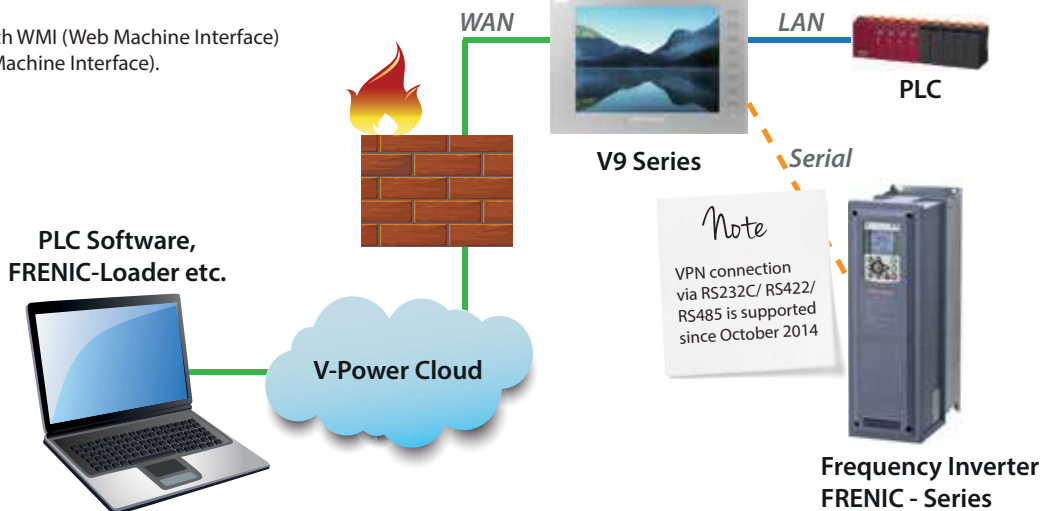 th WMI (Web Machine Interface)
Machine Interface).
WAN
LAN
PLC
V9 Series
Serial
Note
VPN connection
via RS232C/ RS422/
RS485 is supported
since October 2014
PLC Software,
FRENIC-Loader etc.
V-Power Cloud
Frequency Inverter
FRENIC - Series